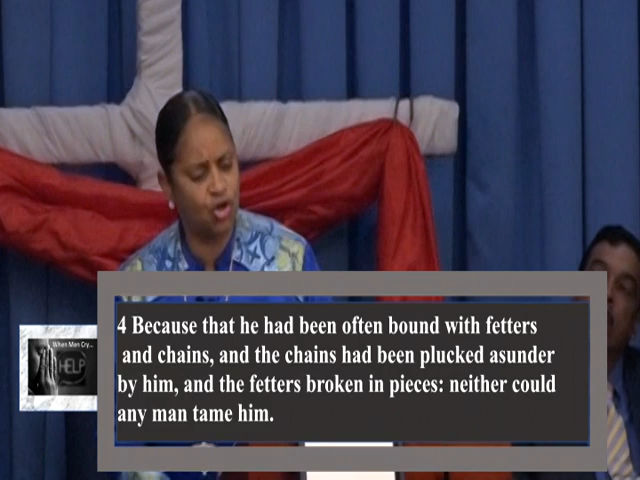 When Men Cry...
HELP
4 Because that he had been often bound with fetters
and chains, and the chains had been plucked asunder
by him, and the fetters broken in pieces: neither could
any man tame him.